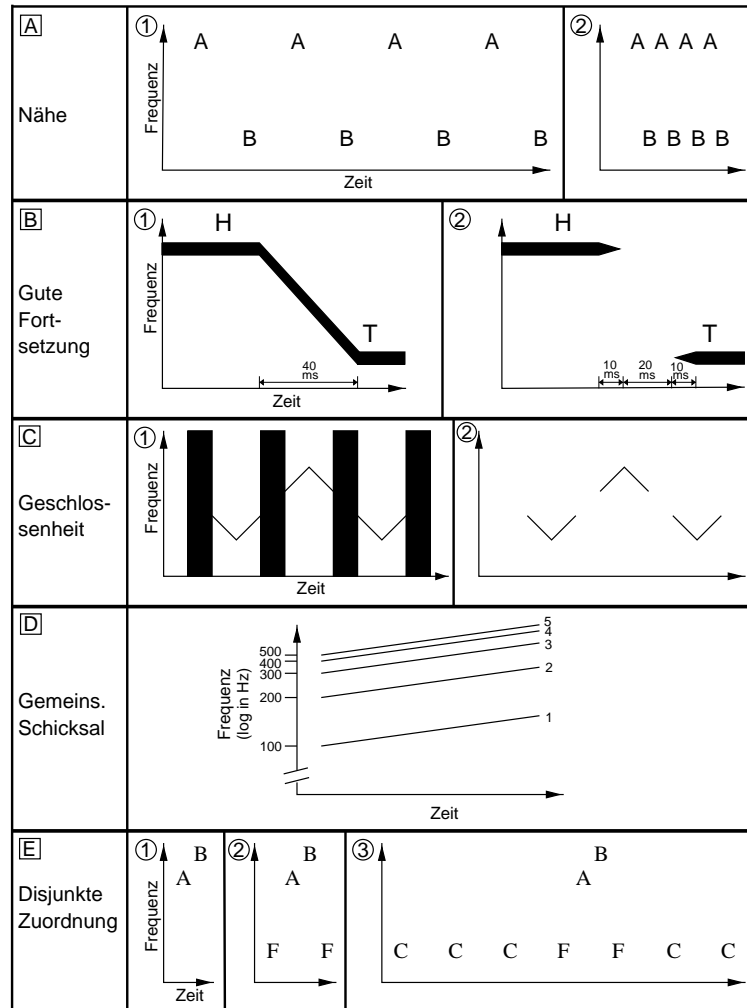 A
Nähe
1
Frequenz
A A A A
B B B B
Zeit
2
A A A A
B B B B
B
Gute
Fort-
setzung
1
Frequenz
H
T
40
ms
Zeit
2
H
T
10
ms
20
ms
10
ms
C
Geschlos-
senheit
1
Frequenz
Zeit
2
D
Gemeins.
Schicksal
Frequenz
(log in Hz)
500
400
300
200
100
5
4
3
2
1
Zeit
E
Disjunkte
Zuordnung
1
Frequenz
B
A
Zeit
2
B
A
F F
3
B
A
C C C F F C C